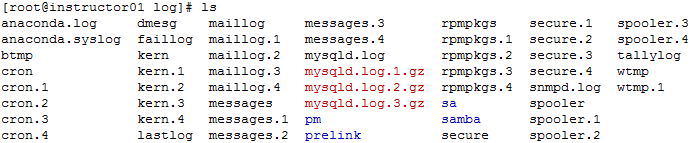 [root@instructor01 log]# ls
anaconda.log dmesg maillog messages.3 rpmpkgs secure.1 spooler.3
anaconda.syslog faillog maillog.1 messages.4 rpmpkgs.1 secure.2 spooler.4
btmp kern maillog.2 mysqld.log rpmpkgs.2 secure.3 tallylog
cron kern.1 maillog.3 mysqld.log.1.gz rpmpkgs.3 secure.4 wtmp
cron.1 kern.2 maillog.4 mysqld.log.2.gz rpmpkgs.4 snmpd.log wtmp.1
cron.2 kern.3 messages mysqld.log.3.gz sa spooler
cron.3 kern.4 messages.1 pm samba spooler.1
cron.4 lastlog messages.2 prelink secure spooler.2